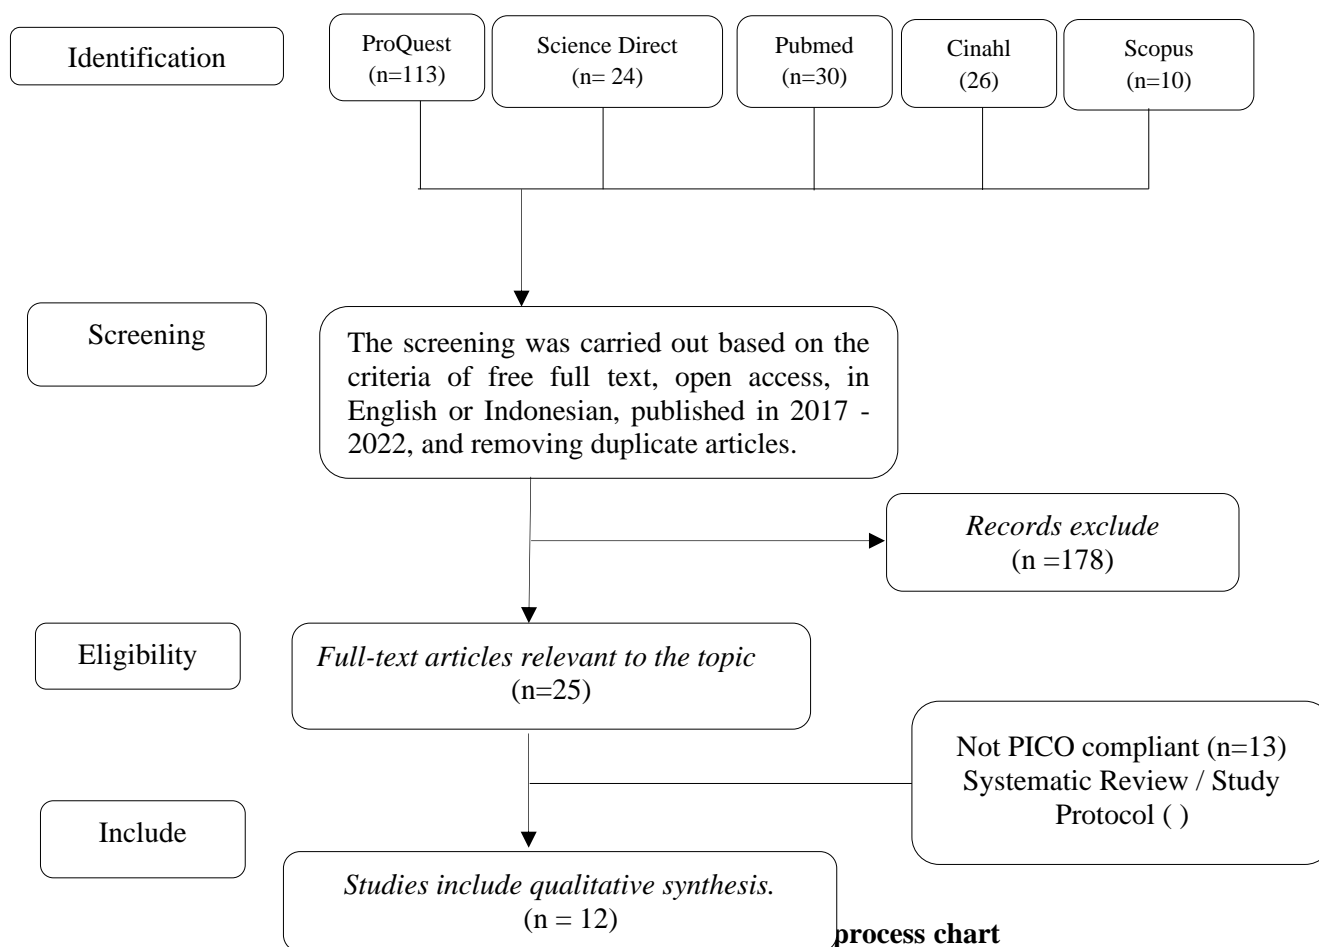 Identification
ProQuest
(n=113)
Science Direct
(n= 24)
Pubmed
(n=30)
Cinahl
(26)
Scopus
(n=10)
Screening
The screening was carried out based on the
criteria of free full text, open access, in
English or Indonesian, published in 2017 -
2022, and removing duplicate articles.
Records exclude
(n =178)
Eligibility
Full-text articles relevant to the topic
(n=25)
Not PICO compliant (n=13)
Systematic Review / Study
Protocol ( )
Include
Studies include qualitative synthesis.
(n = 12)
process chart